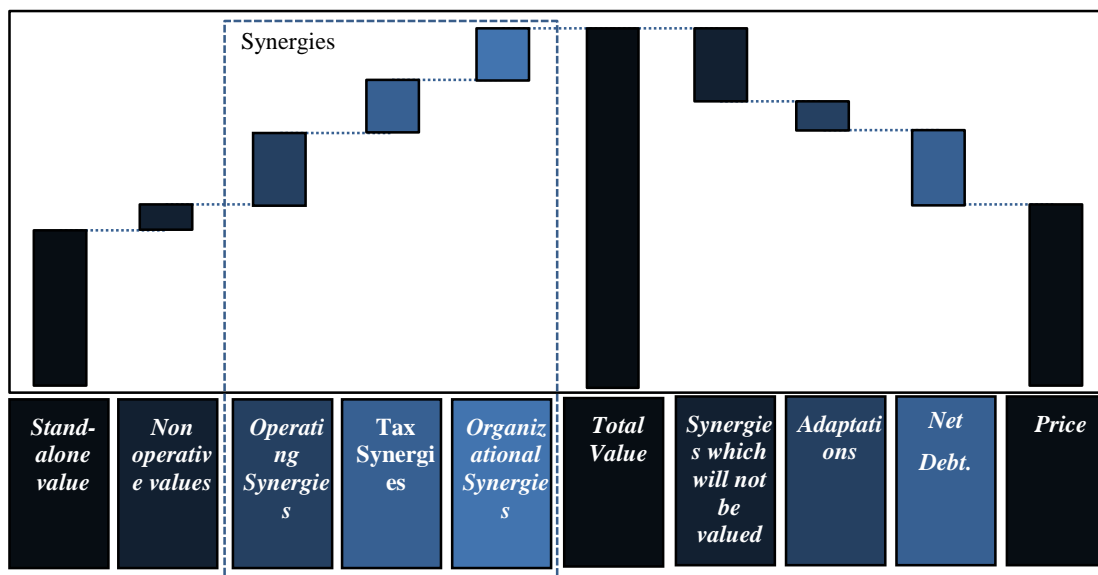 Synergies
Stand-
alone
value
Non
operativ
e values
Operati
ng
Synergie
s
Tax
Synergi
es
Organiz
ational
Synergie
s
Total
Value
Synergie
s which
will not
be
valued
Adaptati
ons
Net
Debt.
Price